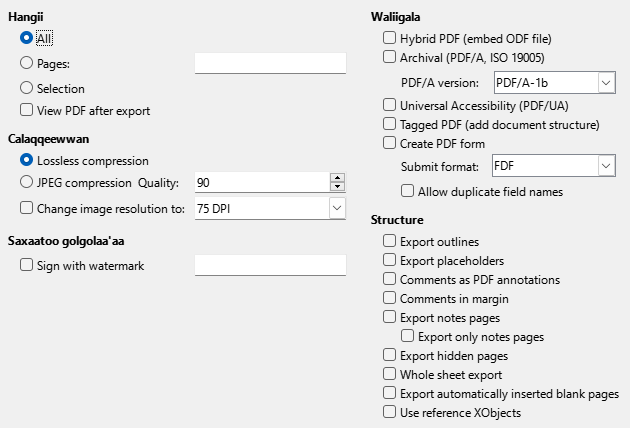 Hangii
All
Pages:
Selection
View PDF after export
Calaqqeewwan
Lossless compression
JPEG compression Quality: 90
Change image resolution to: 75 DPI
Saxaatoo golgolaa'aa
Sign with watermark
Waliigala
Hybrid PDF (embed ODF file)
Archival (PDF/A, ISO 19005)
PDF/A version: PDF/A-1b
Universal Accessibility (PDF/UA)
Tagged PDF (add document structure)
Create PDF form
Submit format: FDF
Allow duplicate field names
Structure
Export outlines
Export placeholders
Comments as PDF annotations
Comments in margin
Export notes pages
Export only notes pages
Export hidden pages
Whole sheet export
Export automatically inserted blank pages
Use reference XObjects